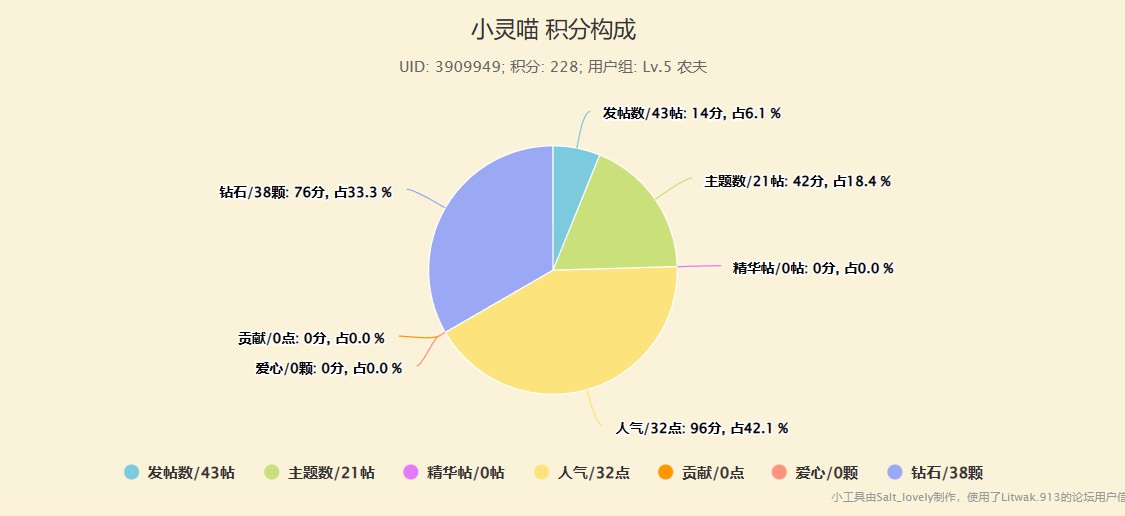 小灵喵 积分构成
UID: 3909949; 积分: 228; 用户组: Lv.5 农夫
发帖数/43帖: 14分, 占6.1 %
主题数/21帖: 42分, 占18.4 %
钻石/38颗: 76分, 占33.3 %
精华帖/0帖: 0分, 占0.0 %
贡献/0点: 0分, 占0.0 %
爱心/0颗: 0分, 占0.0 %
人气/32点: 96分, 占42.1 %
发帖数/43帖 主题数/21帖 精华帖/0帖 人气/32点 贡献/0点 爱心/0颗 钻石/38颗
小工具由Salt_lovely制作，使用了Litwak.913的论坛用户信